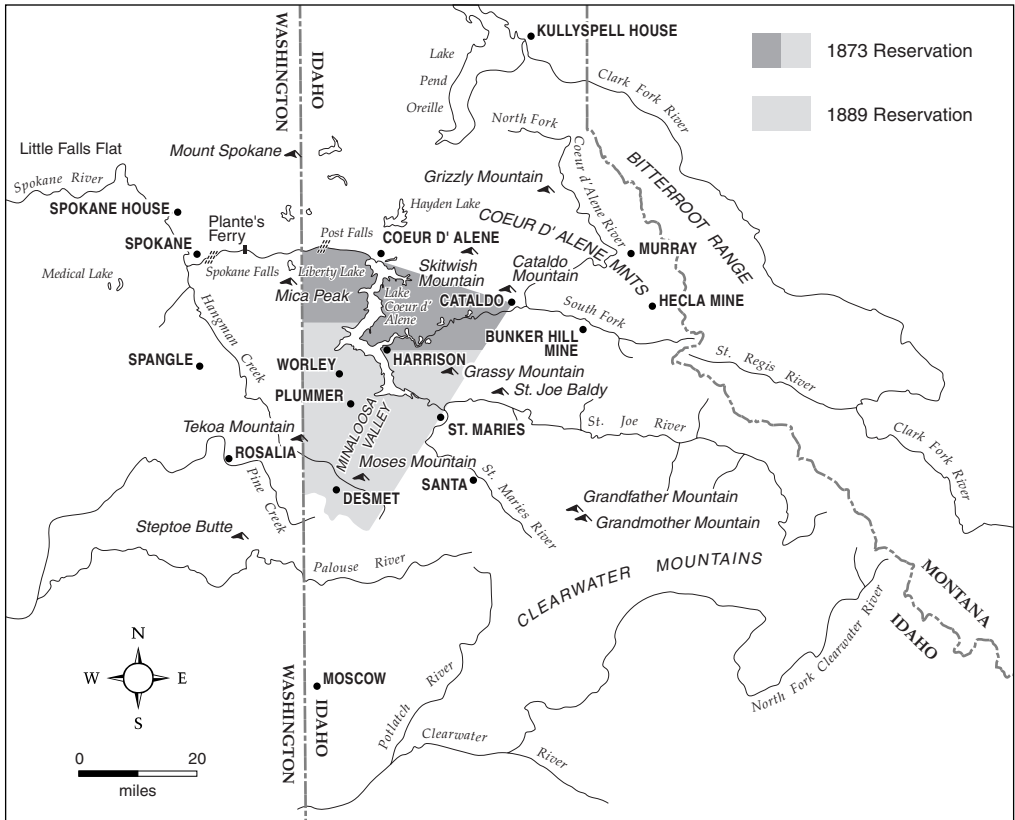 KULLYSPELL HOUSE
1873 Reservation
1889 Reservation
WASHINGTON
IDAHO
Lake
Pend
Oreille
Clark Fork River
North Fork
Coeur d'Alene River
BITTERROOT RANGE
Little Falls Flat
Mount Spokane
Spokane River
Grizzly Mountain
SPOKANE HOUSE
Hayden Lake
Plante's
Ferry
COEUR D' ALENE MNTS
Post Falls
COEUR D' ALENE
SPOKANE
MURRAY
Spokane Falls
Liberty Lake
Skitwish
Mountain
Cataldo
Mountain
Medical Lake
Mica Peak
Lake
Coeur d'
Alene
CATALDO
HECLA MINE
South Fork
Hangman Creek
BUNKER HILL
MINE
HARRISON
St. Regis River
SPANGLE
WORLEY
Grassy Mountain
PLUMMER
St. Joe Baldy
MINALOOSA
VALLEY
Tekoa Mountain
ST. MARIES
St. Joe River
Clark Fork River
ROSALIA
Moses Mountain
Pine
Creek
SANTA
St. Maries River
DESMET
Grandfather Mountain
Grandmother Mountain
Steptoe Butte
Palouse River
CLEARWATER MOUNTAINS
MONTANA
IDAHO
N
W
E
S
WASHINGTON
IDAHO
MOSCOW
Potlatch River
North Fork Clearwater River
Clearwater River
0
20
miles